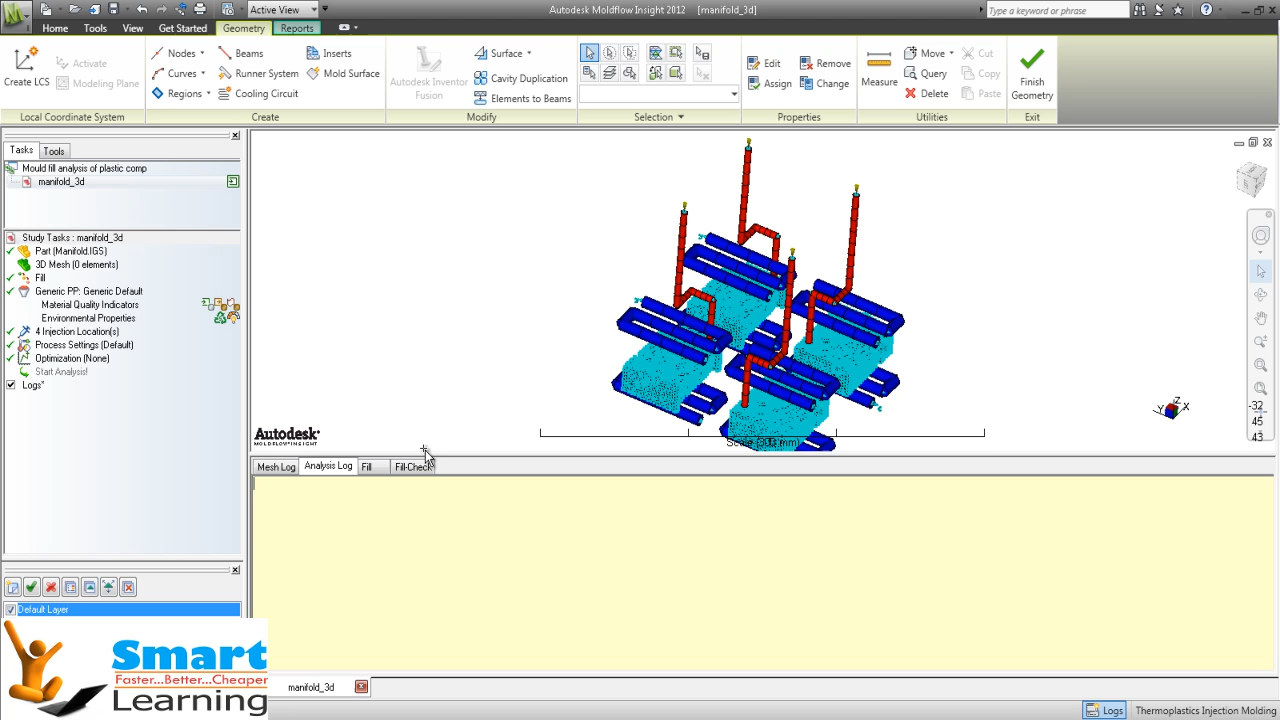 Active View
Autodesk Moldflow Insight 2012 [manifold_3d]
Type a keyword or phrase
Home Tools View Get Started Geometry Reports
Create LCS
Activate
Modeling Plane
Local Coordinate System
Nodes
Curves
Regions
Beams
Runner System
Cooling Circuit
Inserts
Mold Surface
Create
Autodesk Inventor
Fusion
Surface
Cavity Duplication
Elements to Beams
Modify
Selection
Edit
Assign
Remove
Change
Properties
Measure
Move
Query
Delete
Cut
Copy
Paste
Utilities
Finish
Geometry
Exit
Tasks Tools
Mould fill analysis of plastic comp
manifold_3d
Study Tasks : manifold_3d
Part (Manifold.IGS)
3D Mesh (0 elements)
Fill
Generic PP: Generic Default
Material Quality Indicators
Environmental Properties
4 Injection Location(s)
Process Settings (Default)
Optimization (None)
Start Analysis!
Logs*
Default Layer
Autodesk
MOLDFLOW INSIGHT
Scale (300 mm)
Z
Y X
-32
45
43
Mesh Log Analysis Log Fill Fill-Check
Smart
Faster...Better...Cheaper
Learning
manifold_3d
Logs
Thermoplastics Injection Molding